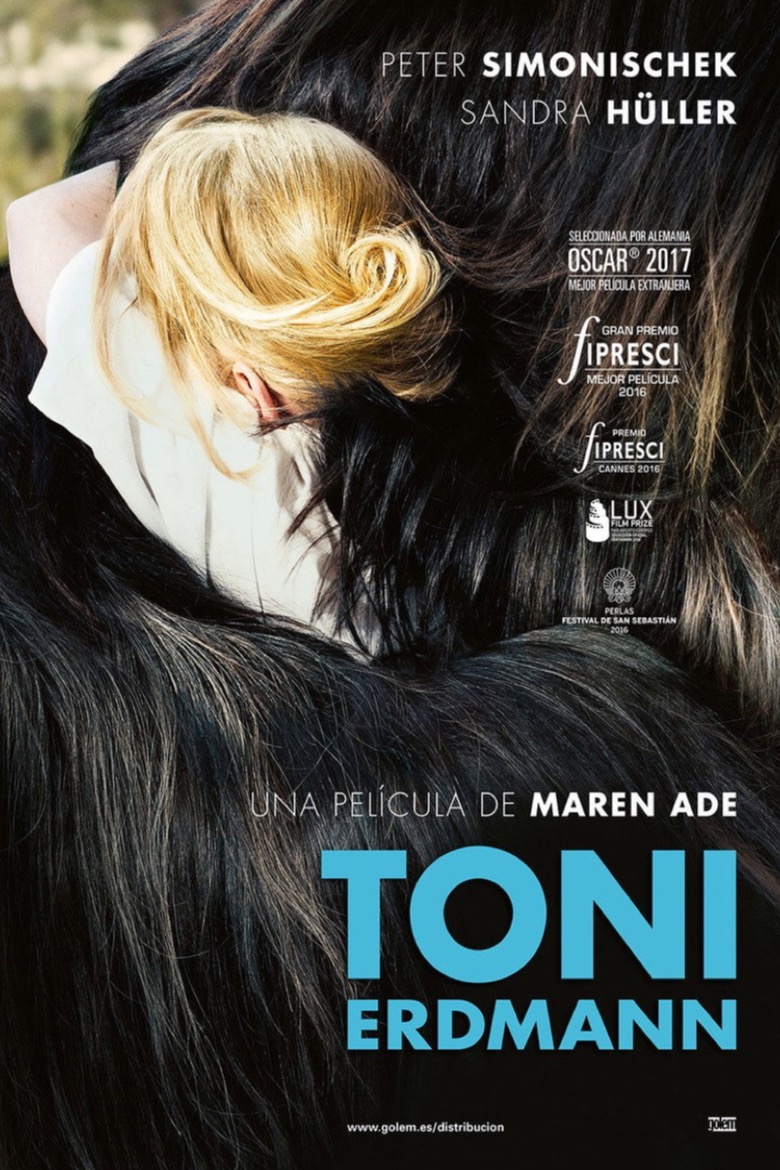 PETER SIMONISCHEK
SANDRA HÜLLER
SELECCIONADA POR ALEMANIA
OSCAR® 2017
MEJOR PELÍCULA EXTRANJERA
GRAN PREMIO
FIPRESCI
MEJOR PELÍCULA
2016
PREMIO
FIPRESCI
CANNES 2016
LUX
FILM PRIZE
PERLAS
FESTIVAL DE SAN SEBASTIÁN
2016
UNA PELÍCULA DE MAREN ADE
TONI
ERDMANN
www.golem.es/distribucion
golem